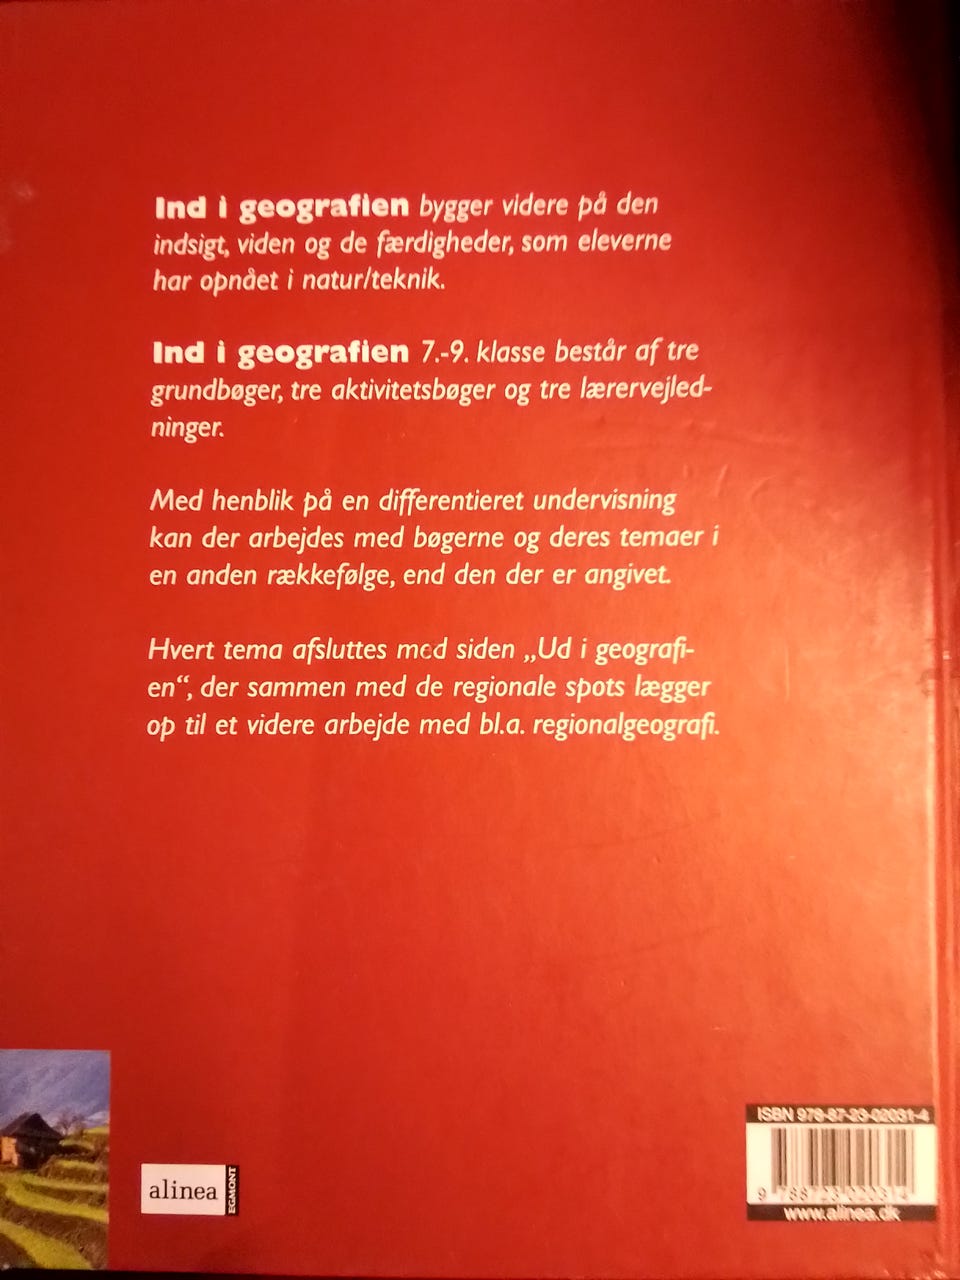 Ind i geografien bygger videre på den
indsigt, viden og de færdigheder, som eleverne
har opnået i natur/teknik.
Ind i geografien 7.-9. klasse består af tre
grundbøger, tre aktivitetsbøger og tre lærervejled-
ninger.
Med henblik på en differentieret undervisning
kan der arbejdes med bøgerne og deres temaer i
en anden rækkefølge, end den der er angivet.
Hvert tema afsluttes med siden „Ud i geografi-
en“, der sammen med de regionale spots lægger
op til et videre arbejde med bl.a. regionalgeografi.
alinea
EGMONT
ISBN 978-87-23-02031-4
9 788723 020314
www.alinea.dk